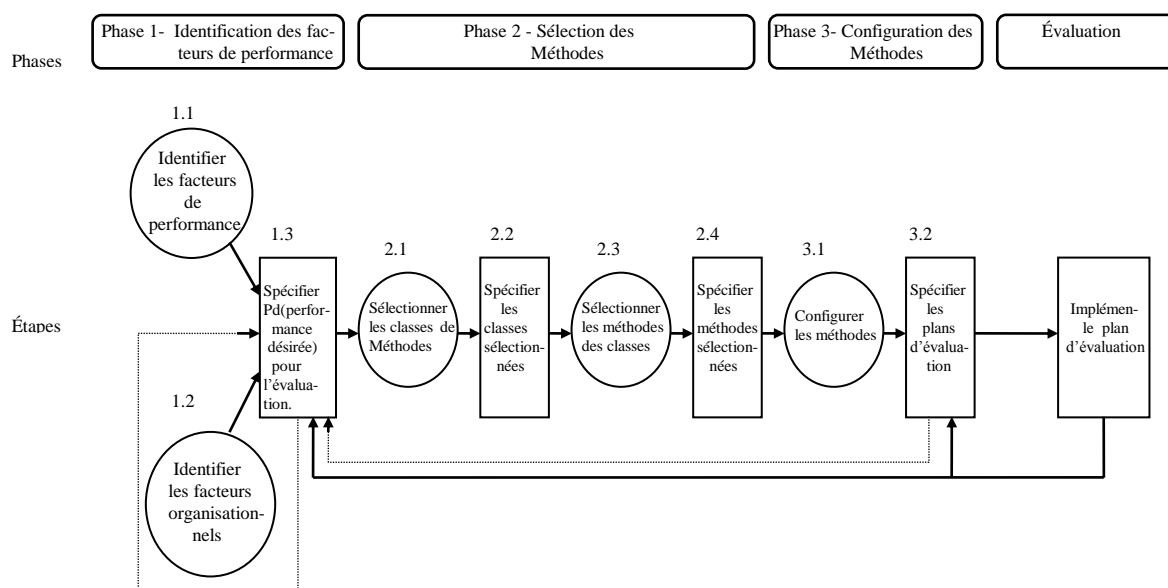 Phase 1- Identification des fac-
teurs de performance
Phase 2 - Sélection des
Méthodes
Phase 3- Configuration des
Méthodes
Évaluation
Phases
1.1
Identifier
les facteurs
de
performance
1.3
Spécifier
Pd(perfor-
mance
désirée)
pour
l’évalua-
tion.
2.1
Sélectionner
les classes de
Méthodes
2.2
Spécifier
les
classes
sélection-
nées
2.3
Sélectionner
les méthodes
des classes
2.4
Spécifier
les
méthodes
sélection-
nées
3.1
Configurer
les méthodes
3.2
Spécifier
les
plans
d’évalua-
tion
Implémen-
le plan
d’évaluation
Étapes
1.2
Identifier
les facteurs
organisation-
nels